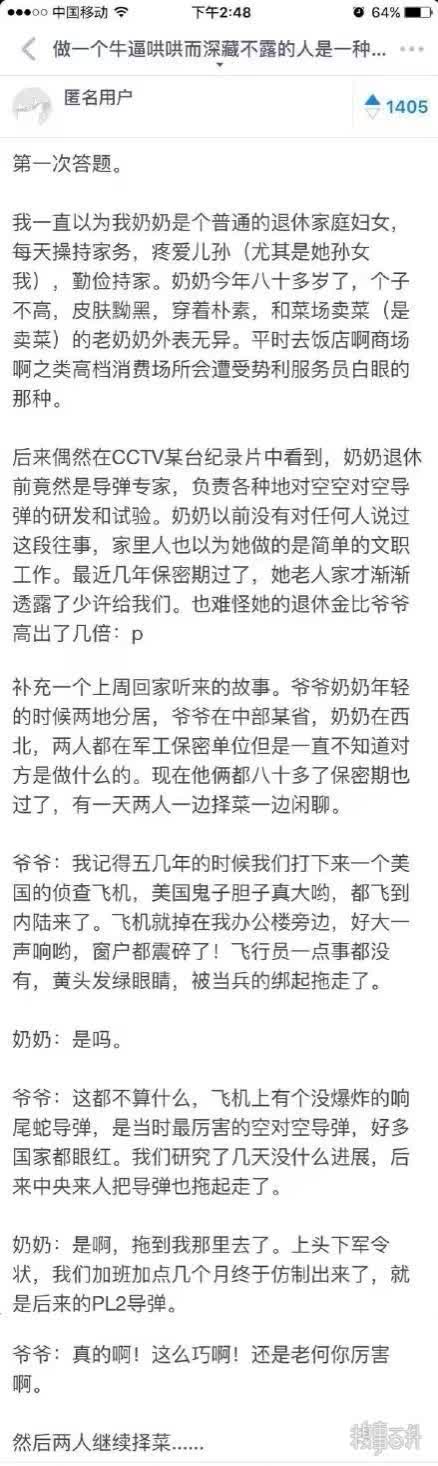 中国移动 下午2:48 64%
做一个牛逼哄哄而深藏不露的人是一种...
匿名用户
1405
第一次答题。
我一直以为我奶奶是个普通的退休家庭妇女，
每天操持家务，疼爱儿孙（尤其是她孙女
我），勤俭持家。奶奶今年八十多岁了，个子
不高，皮肤黝黑，穿着朴素，和菜场卖菜（是
卖菜）的老奶奶外表无异。平时去饭店啊商场
啊之类高档消费场所会遭受势利服务员白眼的
那种。
后来偶然在CCTV某台纪录片中看到，奶奶退休
前竟然是导弹专家，负责各种地对空空对空导
弹的研发和试验。奶奶以前没有对任何人说过
这段往事，家里人也以为她做的是简单的文职
工作。最近几年保密期过了，她老人家才渐渐
透露了少许给我们。也难怪她的退休金比爷爷
高出了几倍：p
补充一个上周回家听来的故事。爷爷奶奶年轻
的时候两地分居，爷爷在中部某省，奶奶在西
北，两人都在军工保密单位但是一直不知道对
方是做什么的。现在他俩都八十多了保密期也
过了，有一天两人一边择菜一边闲聊。
爷爷：我记得五几年的时候我们打下来一个美
国的侦查飞机，美国鬼子胆子真大哟，都飞到
内陆来了。飞机就掉在我办公楼旁边，好大一
声响哟，窗户都震碎了！飞行员一点事都没
有，黄头发绿眼睛，被当兵的绑起拖走了。
奶奶：是吗。
爷爷：这都不算什么，飞机上有个没爆炸的响
尾蛇导弹，是当时最厉害的空对空导弹，好多
国家都眼红。我们研究了几天没什么进展，后
来中央来人把导弹也拖起走了。
奶奶：是啊，拖到我那里去了。上头下军令
状，我们加班加点几个月终于仿制出来了，就
是后来的PL2导弹。
爷爷：真的啊！这么巧啊！还是老何你厉害
啊。
然后两人继续择菜......
糗事百科